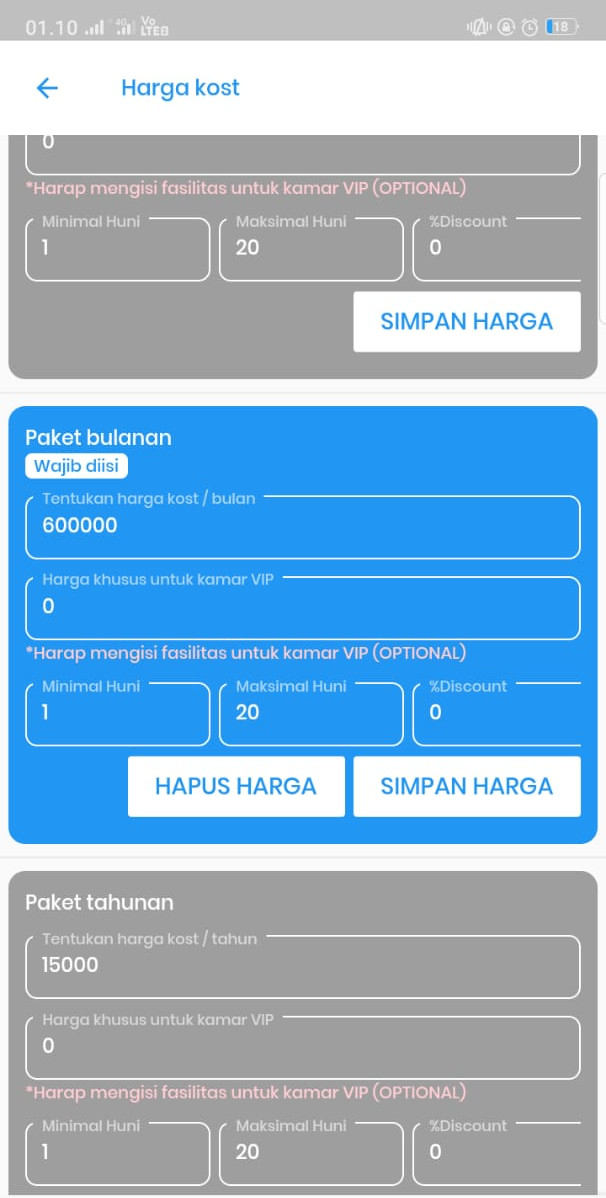 01.10 4G Vo LTE2 18
Harga kost
0
*Harap mengisi fasilitas untuk kamar VIP (OPTIONAL)
Minimal Huni Maksimal Huni %Discount
1 20 0
SIMPAN HARGA
Paket bulanan
Wajib diisi
Tentukan harga kost / bulan
600000
Harga khusus untuk kamar VIP
0
*Harap mengisi fasilitas untuk kamar VIP (OPTIONAL)
Minimal Huni Maksimal Huni %Discount
1 20 0
HAPUS HARGA SIMPAN HARGA
Paket tahunan
Tentukan harga kost / tahun
15000
Harga khusus untuk kamar VIP
0
*Harap mengisi fasilitas untuk kamar VIP (OPTIONAL)
Minimal Huni Maksimal Huni %Discount
1 20 0